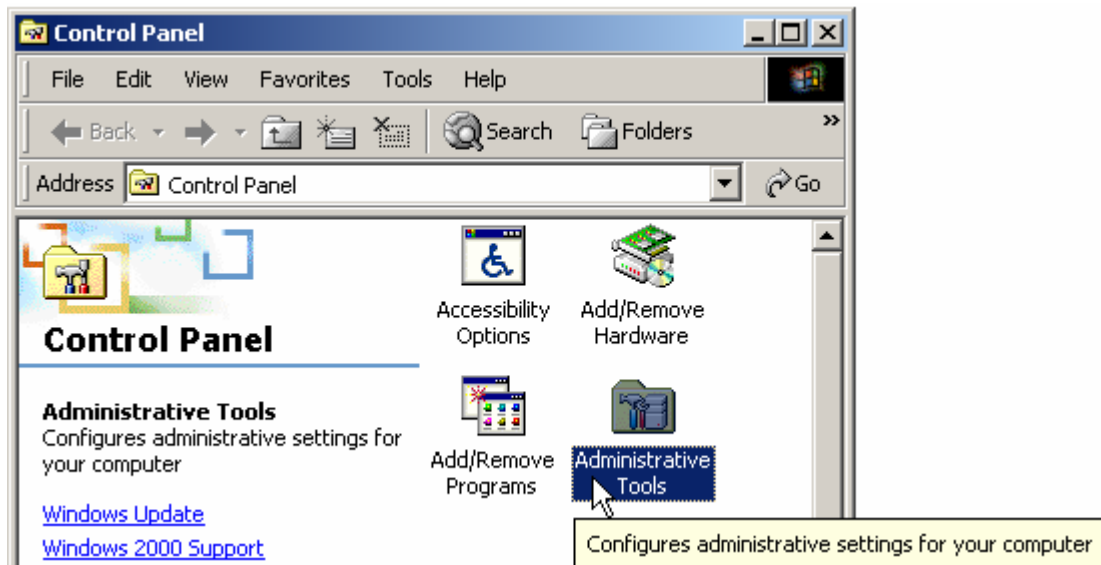 Control Panel
File Edit View Favorites Tools Help
Back Search Folders »
Address Control Panel Go
Control Panel
Administrative Tools
Configures administrative settings for
your computer
Windows Update
Windows 2000 Support
Accessibility
Options
Add/Remove
Hardware
Add/Remove
Programs
Administrative
Tools
Configures administrative settings for your computer